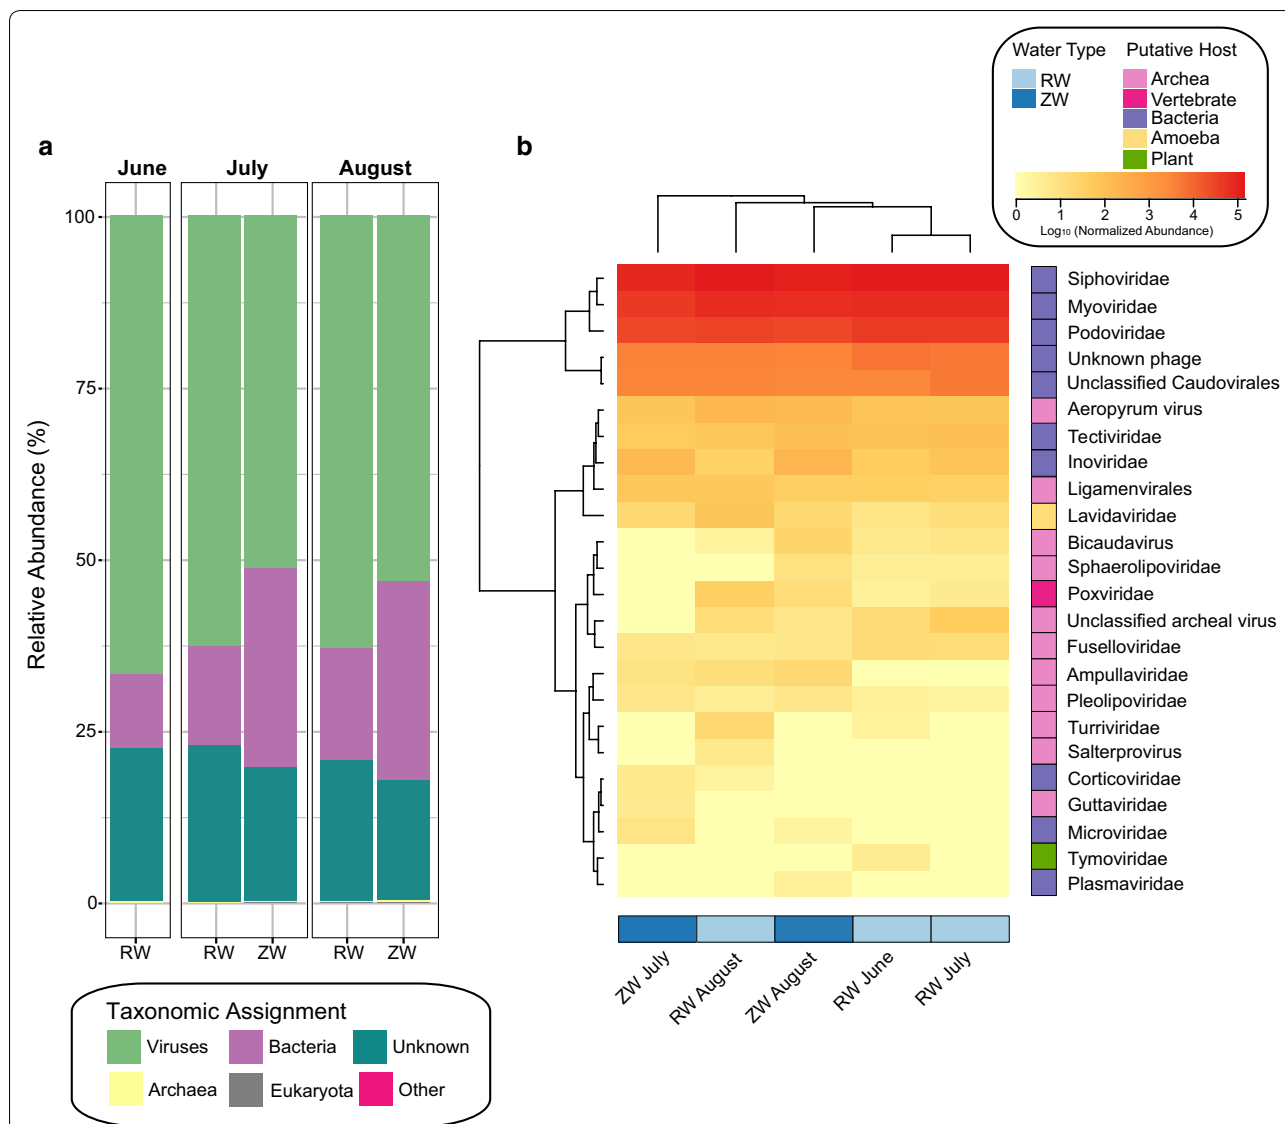 Water Type Putative Host
RW
ZW
Archea
Vertebrate
Bacteria
Amoeba
Plant
0 1 2 3 4 5
Log10 (Normalized Abundance)
a
June July August
Relative Abundance (%)
100
75
50
25
0
RW RW ZW RW ZW
Taxonomic Assignment
Viruses Bacteria Unknown
Archaea Eukaryota Other
b
Siphoviridae
Myoviridae
Podoviridae
Unknown phage
Unclassified Caudovirales
Aeropyrum virus
Tectiviridae
Inoviridae
Ligamenvirales
Lavidaviridae
Bicaudavirus
Sphaerolipoviridae
Poxviridae
Unclassified archeal virus
Fuselloviridae
Ampullaviridae
Pleolipoviridae
Turriviridae
Salterprovirus
Corticoviridae
Guttaviridae
Microviridae
Tymoviridae
Plasmaviridae
ZW July
RW August
ZW August
RW June
RW July